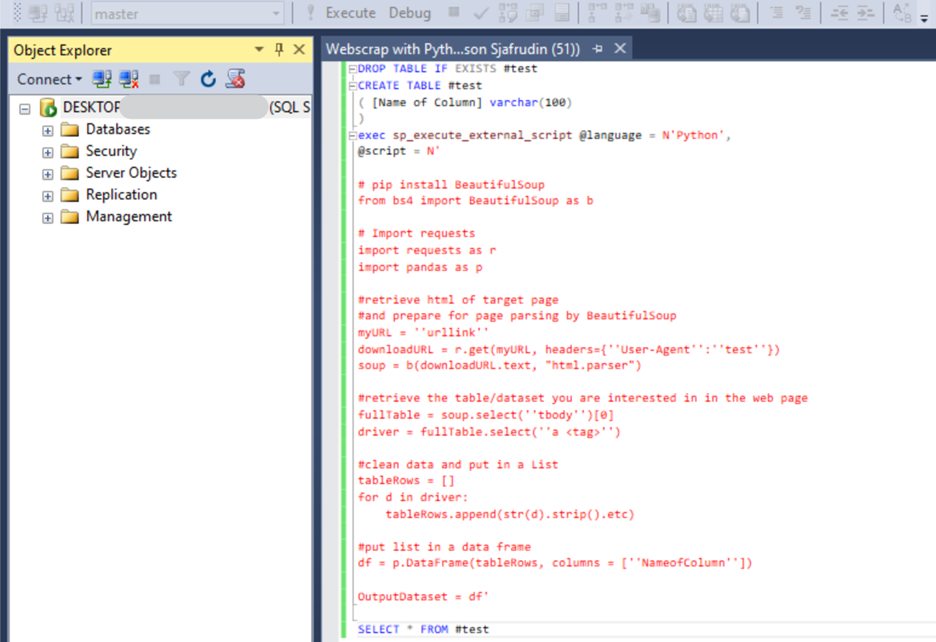 master
Execute Debug
Object Explorer
Connect
DESKTOP (SQL S
Databases
Security
Server Objects
Replication
Management
Webscrap with Pyth...son Sjafrudin (51))
DROP TABLE IF EXISTS #test
CREATE TABLE #test
( [Name of Column] varchar(100)
)
exec sp_execute_external_script @language = N'Python',
@script = N'
# pip install BeautifulSoup
from bs4 import BeautifulSoup as b
# Import requests
import requests as r
import pandas as p
#retrieve html of target page
#and prepare for page parsing by BeautifulSoup
myURL = ''urllink''
downloadURL = r.get(myURL, headers={''User-Agent'':''test''})
soup = b(downloadURL.text, "html.parser")
#retrieve the table/dataset you are interested in in the web page
fullTable = soup.select(''tbody'')[0]
driver = fullTable.select(''a <tag>'')
#clean data and put in a List
tableRows = []
for d in driver:
    tableRows.append(str(d).strip().etc)
#put list in a data frame
df = p.DataFrame(tableRows, columns = [''NameofColumn''])
OutputDataset = df'
SELECT * FROM #test